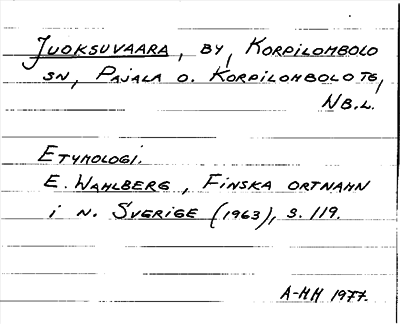 Juoksuvaara, by, Korpilombolo
sn, Pajala o. Korpilombolo tg,
Nb.l.
Etymologi.
E. Wahlberg, Finska ortnamn
i n. Sverige (1963), s. 119.
A-MH 1977.